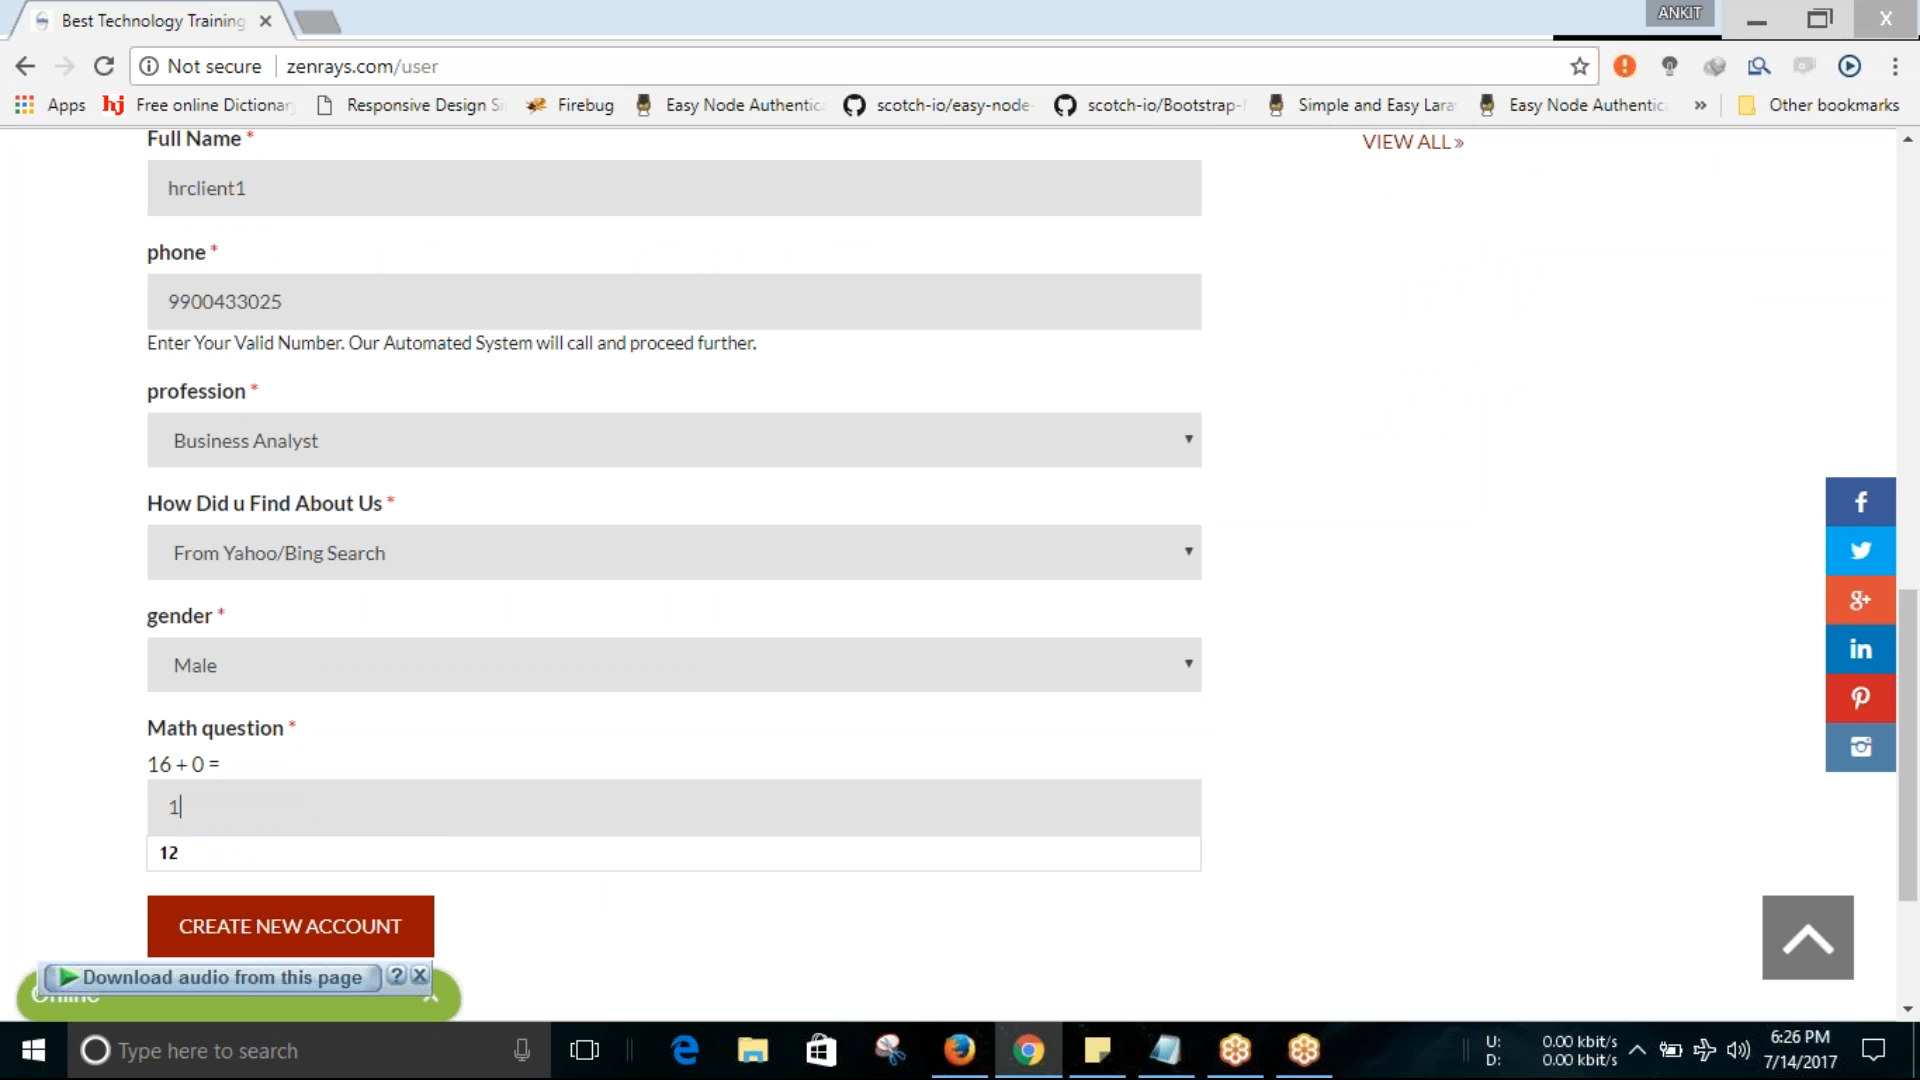 Best Technology Training
ANKIT
Not secure
zenrays.com/user
Apps
hj
Free online Dictionar
Responsive Design Si
Firebug
Easy Node Authentica
scotch-io/easy-node-
scotch-io/Bootstrap-
Simple and Easy Lara
Easy Node Authentic
»
Other bookmarks
Full Name *
VIEW ALL »
hrclient1
phone *
9900433025
Enter Your Valid Number. Our Automated System will call and proceed further.
profession *
Business Analyst
How Did u Find About Us *
From Yahoo/Bing Search
gender *
Male
Math question *
16 + 0 =
1
12
CREATE NEW ACCOUNT
Download audio from this page
Online
Type here to search
U: 0.00 kbit/s
D: 0.00 kbit/s
6:26 PM
7/14/2017